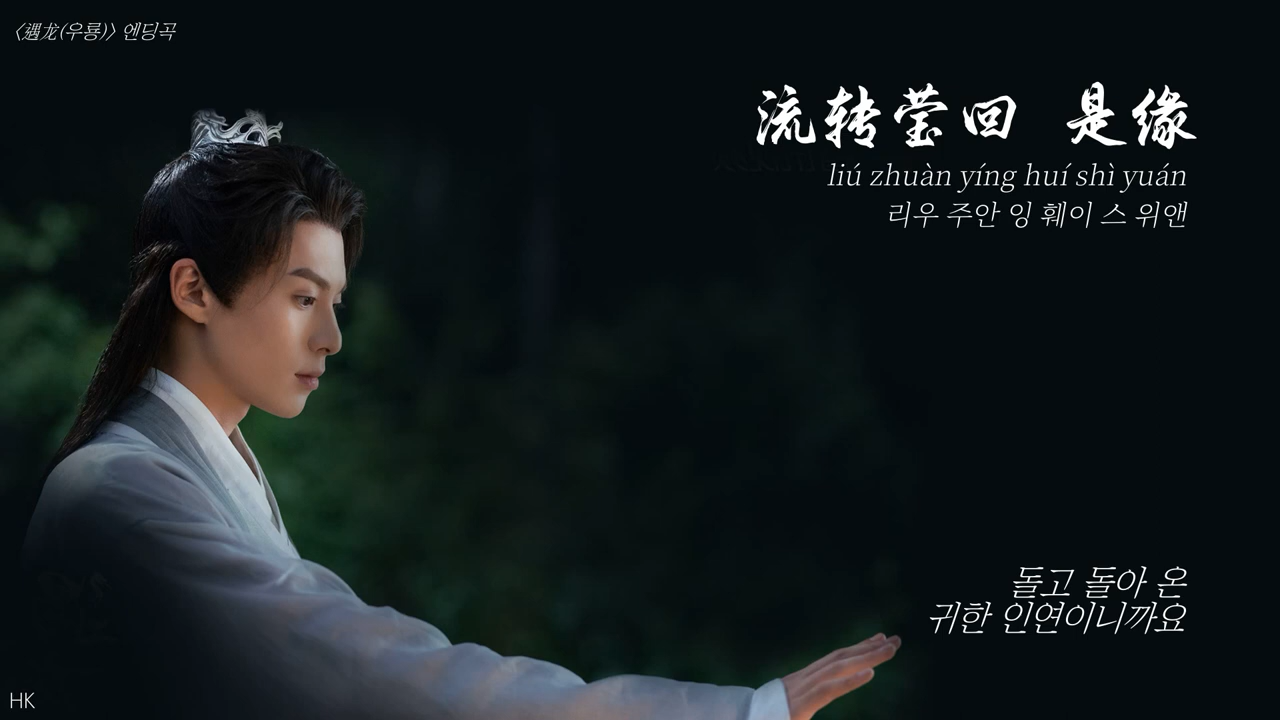 〈遇龙(우룡)〉 엔딩곡
流转莹回 是缘
liú zhuàn yíng huí shì yuán
리우 주안 잉 훼이 스 위앤
돌고 돌아 온
귀한 인연이니까요
HK